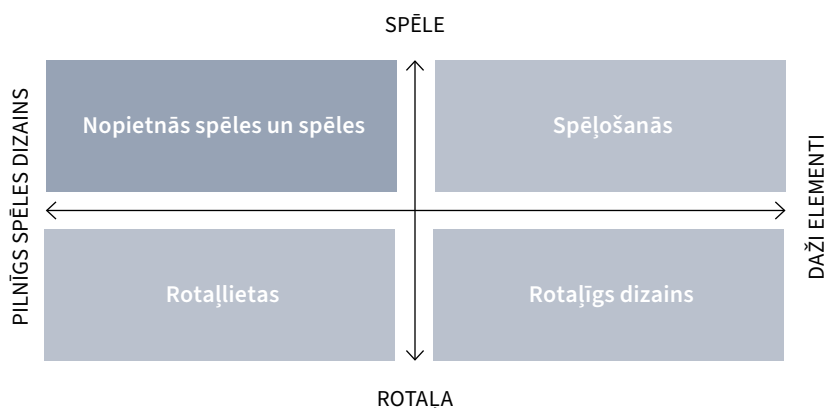 SPĒLE
PILNĪGS SPĒLES DIZAINS
Nopietnās spēles un spēles
Spēļošanās
DAŽI ELEMENTI
Rotaļlietas
Rotaļīgs dizains
ROTAĻA